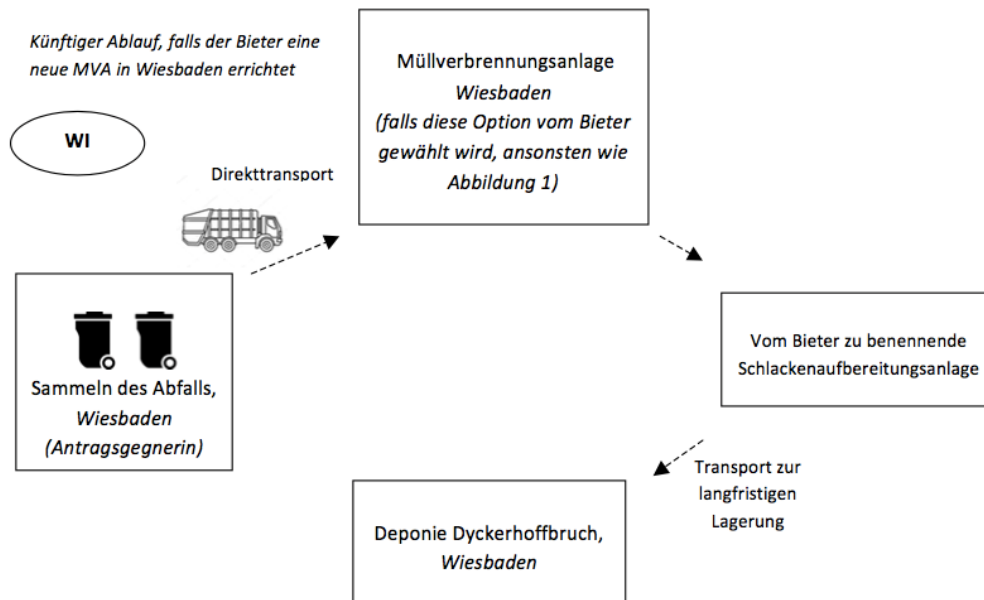 Künftiger Ablauf, falls der Bieter eine
neue MVA in Wiesbaden errichtet
WI
Direkttransport
Müllverbrennungsanlage
Wiesbaden
(falls diese Option vom Bieter
gewählt wird, ansonsten wie
Abbildung 1)
Sammeln des Abfalls,
Wiesbaden
(Antragsgegnerin)
Vom Bieter zu benennende
Schlackenaufbereitungsanlage
Transport zur
langfristigen
Lagerung
Deponie Dyckerhoffbruch,
Wiesbaden